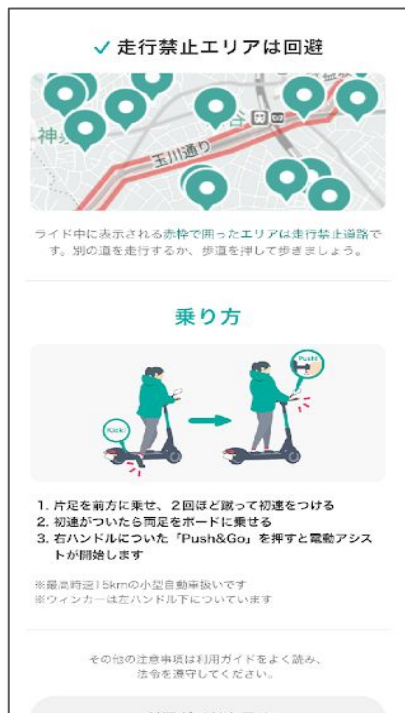 ✓ 走行禁止エリアは回避
神
玉川通り
谷
ライド中に表示される赤枠で囲ったエリアは走行禁止道路で
す。別の道を走行するか、歩道を押して歩きましょう。
乗り方
Kick!
Push!
1. 片足を前方に乗せ、2回ほど蹴って初速をつける
2. 初速がついたら両足をボードに乗せる
3. 右ハンドルについた「Push&Go」を押すと電動アシス
トが開始します
※最高時速15kmの小型自動車扱いです
※ウィンカーは左ハンドル下についています
その他の注意事項は利用ガイドをよく読み、
法令を遵守してください。